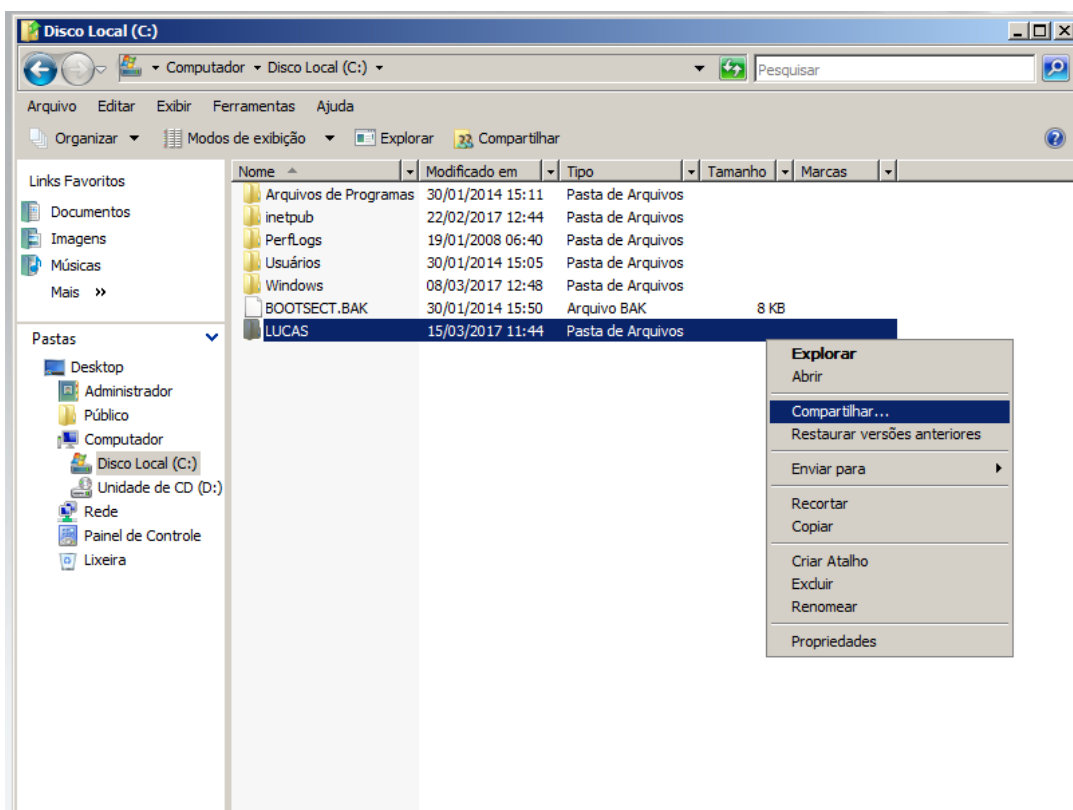 Disco Local (C:)
Computador Disco Local (C:)
Pesquisar
Arquivo Editar Exibir Ferramentas Ajuda
Organizar Modos de exibição Explorar Compartilhar
Links Favoritos
Documentos
Imagens
Músicas
Mais »
Pastas
Desktop
Administrador
Público
Computador
Disco Local (C:)
Unidade de CD (D:)
Rede
Painel de Controle
Lixeira
Nome Modificado em Tipo Tamanho Marcas
Arquivos de Programas 30/01/2014 15:11 Pasta de Arquivos
inetpub 22/02/2017 12:44 Pasta de Arquivos
PerfLogs 19/01/2008 06:40 Pasta de Arquivos
Usuários 30/01/2014 15:05 Pasta de Arquivos
Windows 08/03/2017 12:48 Pasta de Arquivos
BOOTSECT.BAK 30/01/2014 15:50 Arquivo BAK 8 KB
LUCAS 15/03/2017 11:44 Pasta de Arquivos
Explorar
Abrir
Compartilhar...
Restaurar versões anteriores
Enviar para
Recortar
Copiar
Criar Atalho
Excluir
Renomear
Propriedades